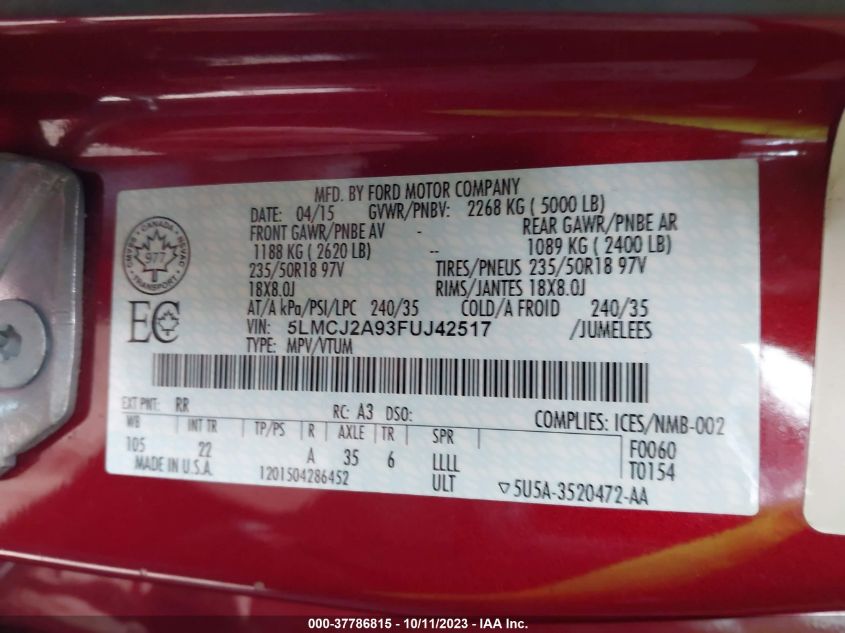 MFD. BY FORD MOTOR COMPANY
DATE: 04/15 GVWR/PNBV: 2268 KG ( 5000 LB)
FRONT GAWR/PNBE AV - REAR GAWR/PNBE AR
1188 KG ( 2620 LB) -- 1089 KG ( 2400 LB)
235/50R18 97V TIRES/PNEUS 235/50R18 97V
18X8.0J RIMS/JANTES 18X8.0J
AT/A kPa/PSI/LPC 240/35 COLD/A FROID 240/35
VIN: 5LMCJ2A93FUJ42517 /JUMELEES
TYPE: MPV/VTUM
CANADA
CMVSS NSVAC
977
TRANSPORT
EC
EXT PNT: RR RC: A3 DSO: COMPLIES: ICES/NMB-002
WB INT TR TP/PS R AXLE TR SPR F0060
105 22 A 35 6 LLLL T0154
MADE IN U.S.A. 1201504286452 ULT ▽5U5A-3520472-AA
000-37786815 - 10/11/2023 - IAA Inc.